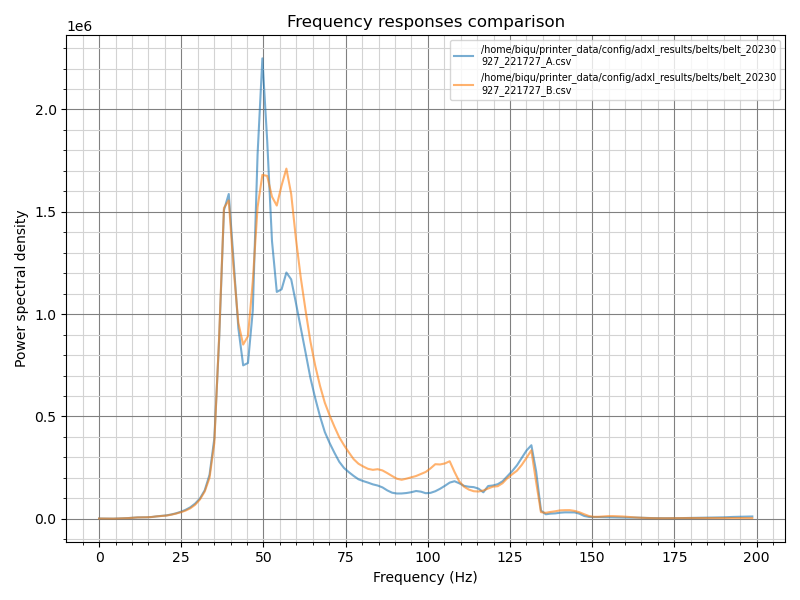 Frequency responses comparison
1e6
/home/biqu/printer_data/config/adxl_results/belts/belt_20230
927_221727_A.csv
/home/biqu/printer_data/config/adxl_results/belts/belt_20230
927_221727_B.csv
2.0
1.5
1.0
0.5
0.0
Power spectral density
0 25 50 75 100 125 150 175 200
Frequency (Hz)